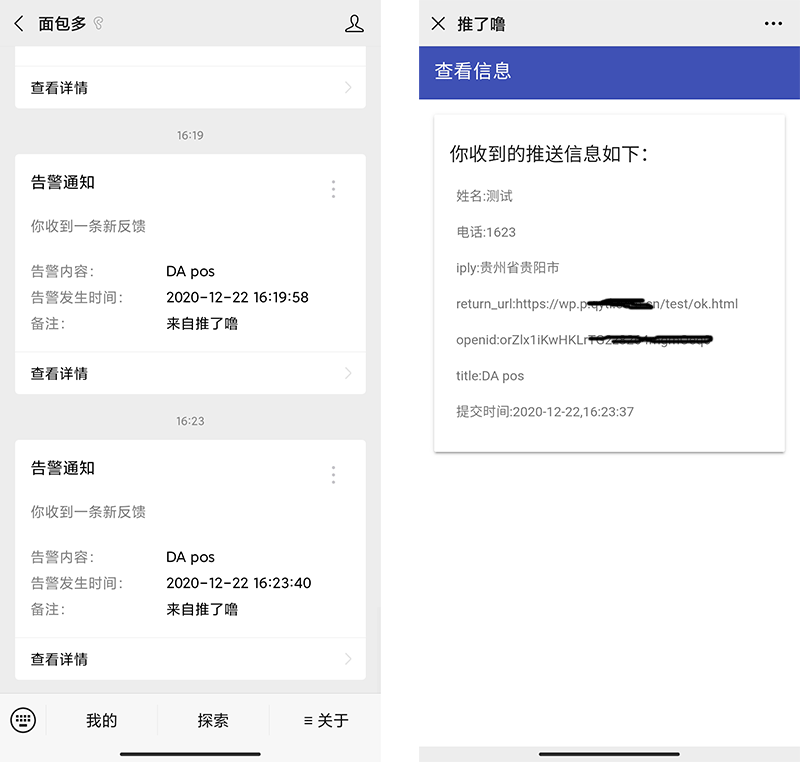 面包多
查看详情
16:19
告警通知
你收到一条新反馈
告警内容: DA pos
告警发生时间: 2020-12-22 16:19:58
备注: 来自推了噜
查看详情
16:23
告警通知
你收到一条新反馈
告警内容: DA pos
告警发生时间: 2020-12-22 16:23:40
备注: 来自推了噜
查看详情
我的 探索 关于
推了噜
查看信息
你收到的推送信息如下：
姓名:测试
电话:1623
iply:贵州省贵阳市
return_url:https://wp.p n/test/ok.html
openid:orZlx1iKwHKLr
title:DA pos
提交时间:2020-12-22,16:23:37